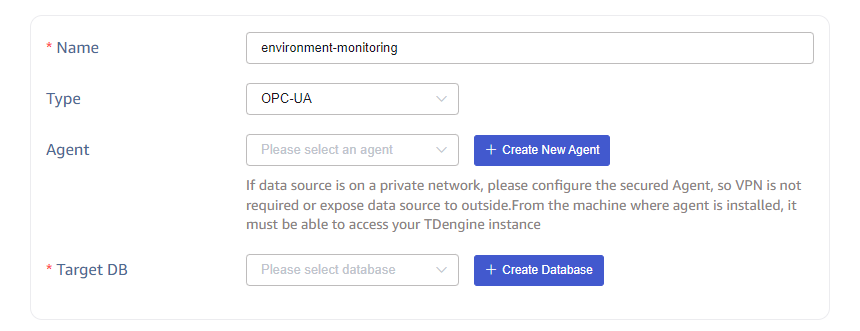 * Name
environment-monitoring
Type
OPC-UA
Agent
Please select an agent
+ Create New Agent
If data source is on a private network, please configure the secured Agent, so VPN is not
required or expose data source to outside.From the machine where agent is installed, it
must be able to access your TDengine instance
* Target DB
Please select database
+ Create Database